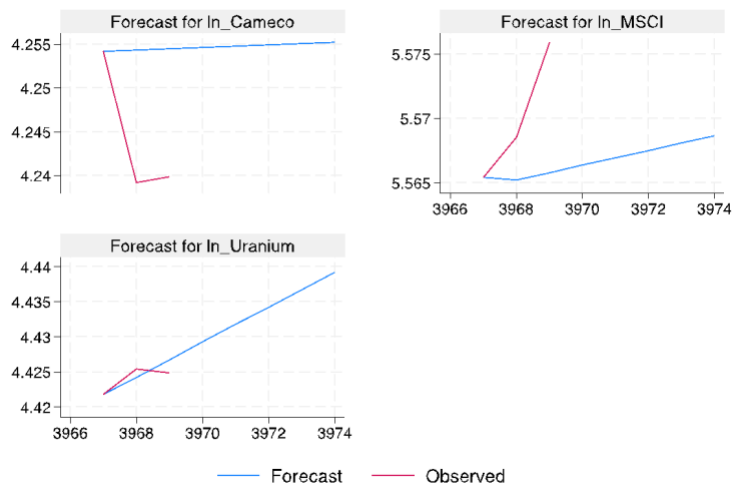 Forecast for ln_Cameco
4.255
4.25
4.245
4.24
Forecast for ln_MSCI
5.575
5.57
5.565
3966 3968 3970 3972 3974
Forecast for ln_Uranium
4.44
4.435
4.43
4.425
4.42
3966 3968 3970 3972 3974
Forecast Observed